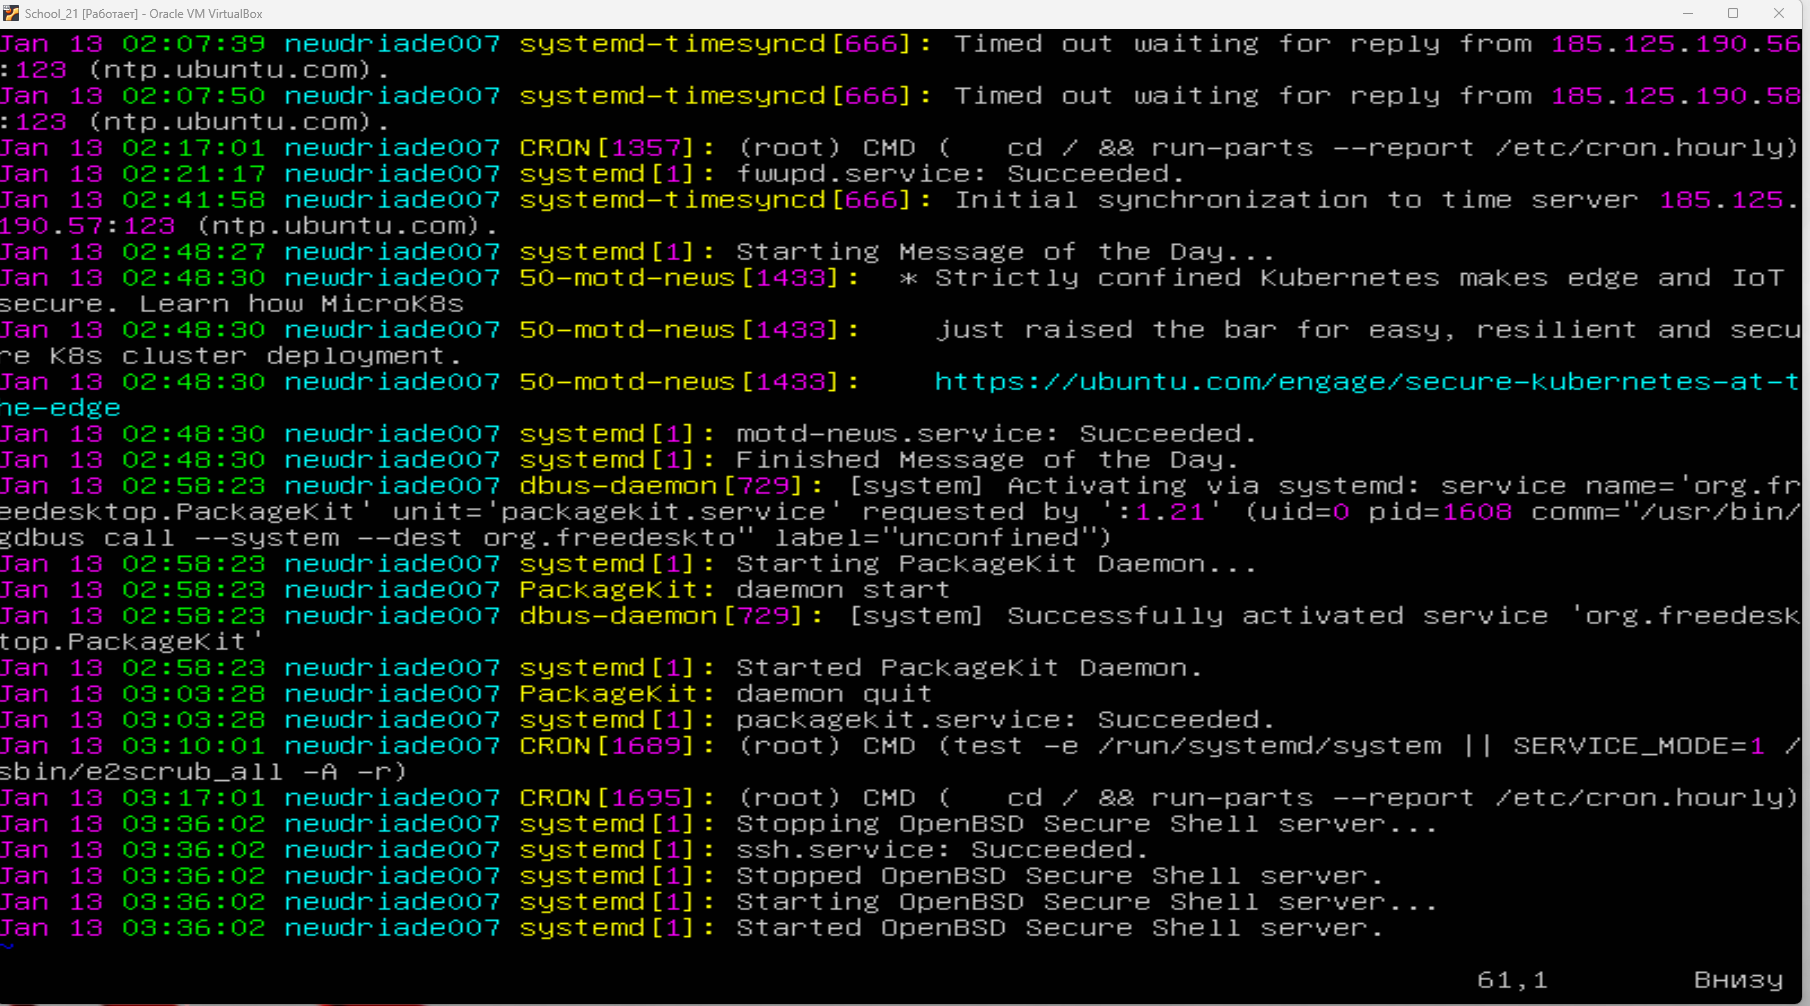 School_21 [Работает] - Oracle VM VirtualBox
Jan 13 02:07:39 newdriade007 systemd-timesyncd[666]: Timed out waiting for reply from 185.125.190.56
:123 (ntp.ubuntu.com).
Jan 13 02:07:50 newdriade007 systemd-timesyncd[666]: Timed out waiting for reply from 185.125.190.58
:123 (ntp.ubuntu.com).
Jan 13 02:17:01 newdriade007 CRON[1357]: (root) CMD (   cd / && run-parts --report /etc/cron.hourly)
Jan 13 02:21:17 newdriade007 systemd[1]: fwupd.service: Succeeded.
Jan 13 02:41:58 newdriade007 systemd-timesyncd[666]: Initial synchronization to time server 185.125.
190.57:123 (ntp.ubuntu.com).
Jan 13 02:48:27 newdriade007 systemd[1]: Starting Message of the Day...
Jan 13 02:48:30 newdriade007 50-motd-news[1433]:  * Strictly confined Kubernetes makes edge and IoT
secure. Learn how MicroK8s
Jan 13 02:48:30 newdriade007 50-motd-news[1433]:    just raised the bar for easy, resilient and secu
re K8s cluster deployment.
Jan 13 02:48:30 newdriade007 50-motd-news[1433]:    https://ubuntu.com/engage/secure-kubernetes-at-t
he-edge
Jan 13 02:48:30 newdriade007 systemd[1]: motd-news.service: Succeeded.
Jan 13 02:48:30 newdriade007 systemd[1]: Finished Message of the Day.
Jan 13 02:58:23 newdriade007 dbus-daemon[729]: [system] Activating via systemd: service name='org.fr
eedesktop.PackageKit' unit='packagekit.service' requested by ':1.21' (uid=0 pid=1608 comm="/usr/bin/
gdbus call --system --dest org.freedeskto" label="unconfined")
Jan 13 02:58:23 newdriade007 systemd[1]: Starting PackageKit Daemon...
Jan 13 02:58:23 newdriade007 PackageKit: daemon start
Jan 13 02:58:23 newdriade007 dbus-daemon[729]: [system] Successfully activated service 'org.freedesk
top.PackageKit'
Jan 13 02:58:23 newdriade007 systemd[1]: Started PackageKit Daemon.
Jan 13 03:03:28 newdriade007 PackageKit: daemon quit
Jan 13 03:03:28 newdriade007 systemd[1]: packagekit.service: Succeeded.
Jan 13 03:10:01 newdriade007 CRON[1689]: (root) CMD (test -e /run/systemd/system || SERVICE_MODE=1 /
sbin/e2scrub_all -A -r)
Jan 13 03:17:01 newdriade007 CRON[1695]: (root) CMD (   cd / && run-parts --report /etc/cron.hourly)
Jan 13 03:36:02 newdriade007 systemd[1]: Stopping OpenBSD Secure Shell server...
Jan 13 03:36:02 newdriade007 systemd[1]: ssh.service: Succeeded.
Jan 13 03:36:02 newdriade007 systemd[1]: Stopped OpenBSD Secure Shell server.
Jan 13 03:36:02 newdriade007 systemd[1]: Starting OpenBSD Secure Shell server...
Jan 13 03:36:02 newdriade007 systemd[1]: Started OpenBSD Secure Shell server.
~
61,1 Внизу